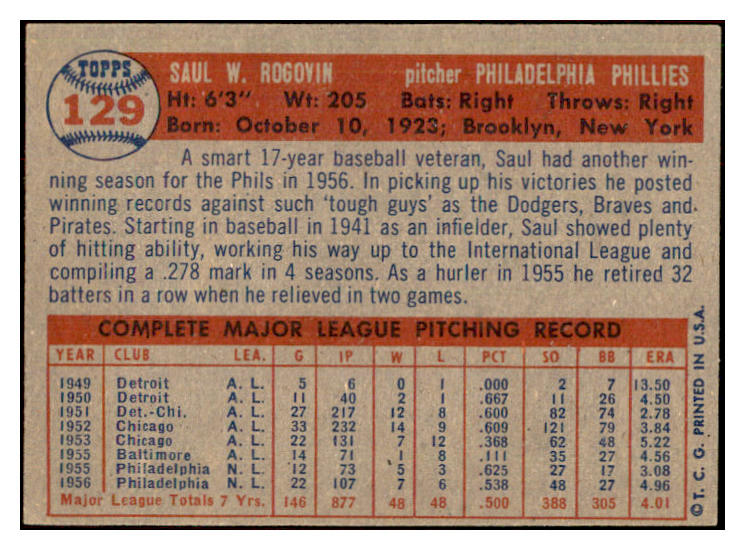 TOPPS
129
SAUL W. ROGOVIN pitcher PHILADELPHIA PHILLIES
Ht: 6'3" Wt: 205 Bats: Right Throws: Right
Born: October 10, 1923; Brooklyn, New York
A smart 17-year baseball veteran, Saul had another win-
ning season for the Phils in 1956. In picking up his victories he posted
winning records against such 'tough guys' as the Dodgers, Braves and
Pirates. Starting in baseball in 1941 as an infielder, Saul showed plenty
of hitting ability, working his way up to the International League and
compiling a .278 mark in 4 seasons. As a hurler in 1955 he retired 32
batters in a row when he relieved in two games.
COMPLETE MAJOR LEAGUE PITCHING RECORD
YEAR CLUB LEA. G IP W L PCT SO BB ERA
1949 Detroit A. L. 5 6 0 1 .000 2 7 13.50
1950 Detroit A. L. 11 40 2 1 .667 11 26 4.50
1951 Det.-Chi. A. L. 27 217 12 8 .600 82 74 2.78
1952 Chicago A. L. 33 232 14 9 .609 121 79 3.84
1953 Chicago A. L. 22 131 7 12 .368 62 48 5.22
1955 Baltimore A. L. 14 71 1 8 .111 35 27 4.56
1955 Philadelphia N. L. 12 73 5 3 .625 27 17 3.08
1956 Philadelphia N. L. 22 107 7 6 .538 48 27 4.96
Major League Totals 7 Yrs. 146 877 48 48 .500 388 305 4.01
© T. C. G. PRINTED IN U.S.A.